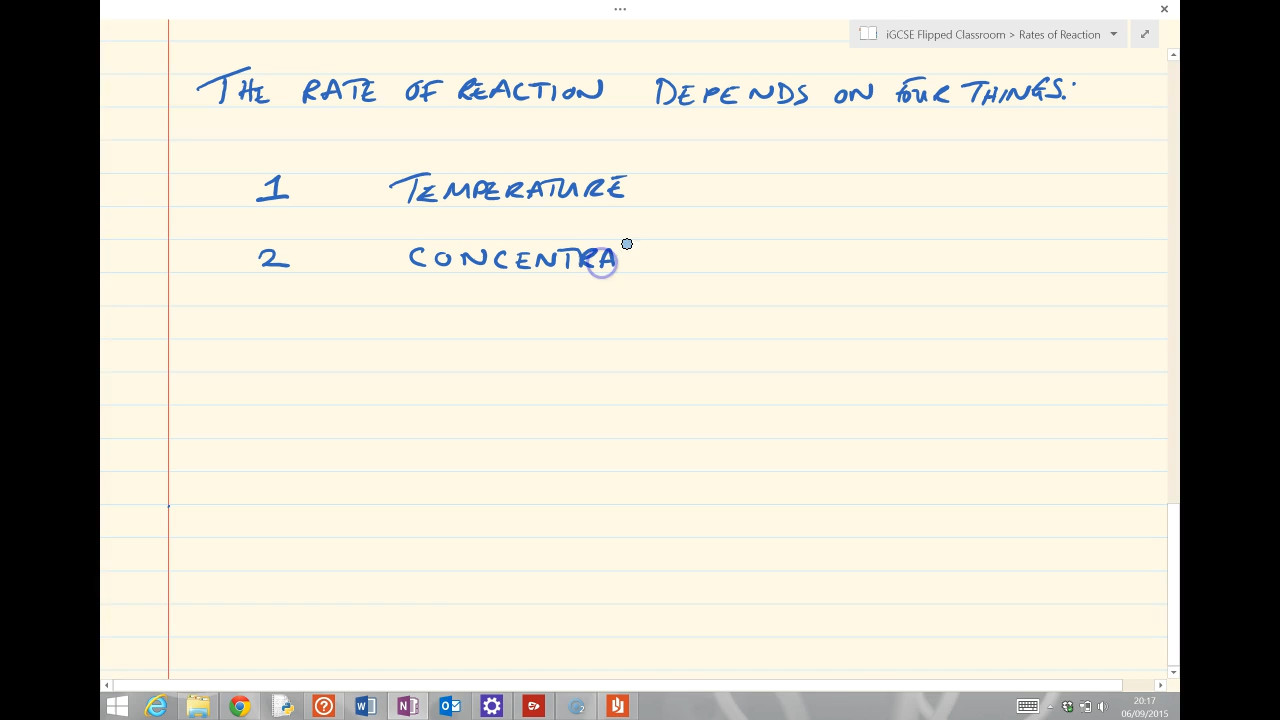 iGCSE Flipped Classroom > Rates of Reaction
THE RATE OF REACTION DEPENDS ON FOUR THINGS:
1 TEMPERATURE
2 CONCENTRA
20:17
06/09/2015